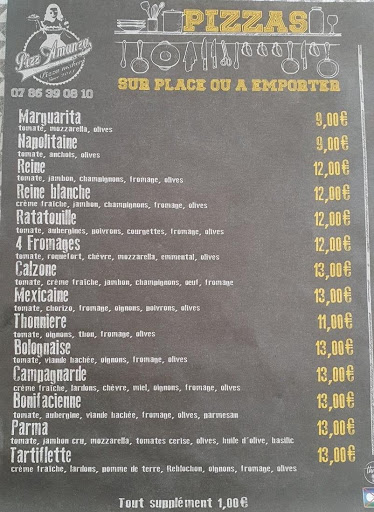 Pizz'Amanza
07 86 39 08 10
PIZZAS
SUR PLACE OU A EMPORTER
Marguarita 9,00€
tomate, mozzarella, olives
Napolitaine 9,00€
tomate, anchois, olives
Reine 12,00€
tomate, jambon, champignons, fromage, olives
Reine blanche 12,00€
crème fraîche, jambon, champignons, fromage, olives
Ratatouille 12,00€
tomate, aubergines, poivrons, courgettes, fromage, olives
4 Fromages 12,00€
tomate, roquefort, chèvre, mozzarella, emmental, olives
Calzone 13,00€
tomate, crème fraîche, jambon, champignons, oeuf, fromage
Mexicaine 13,00€
tomate, chorizo, fromage, oignons, poivrons, olives
Thonniere 11,00€
tomate, oignons, thon, fromage, olives
Bolognaise 13,00€
tomate, viande hachée, oignons, fromage, olives
Campagnarde 13,00€
crème fraîche, lardons, chèvre, miel, oignons, fromage, olives
Bonifacienne 13,00€
tomate, aubergine, viande hachée, fromage, olives, parmesan
Parma 13,00€
tomate, jambon cru, mozzarella, tomates cerise, olives, huile d'olive, basilic
Tartiflette 13,00€
crème fraîche, lardons, pomme de terre, Reblochon, oignons, fromage, olives
Tout supplément 1,00€